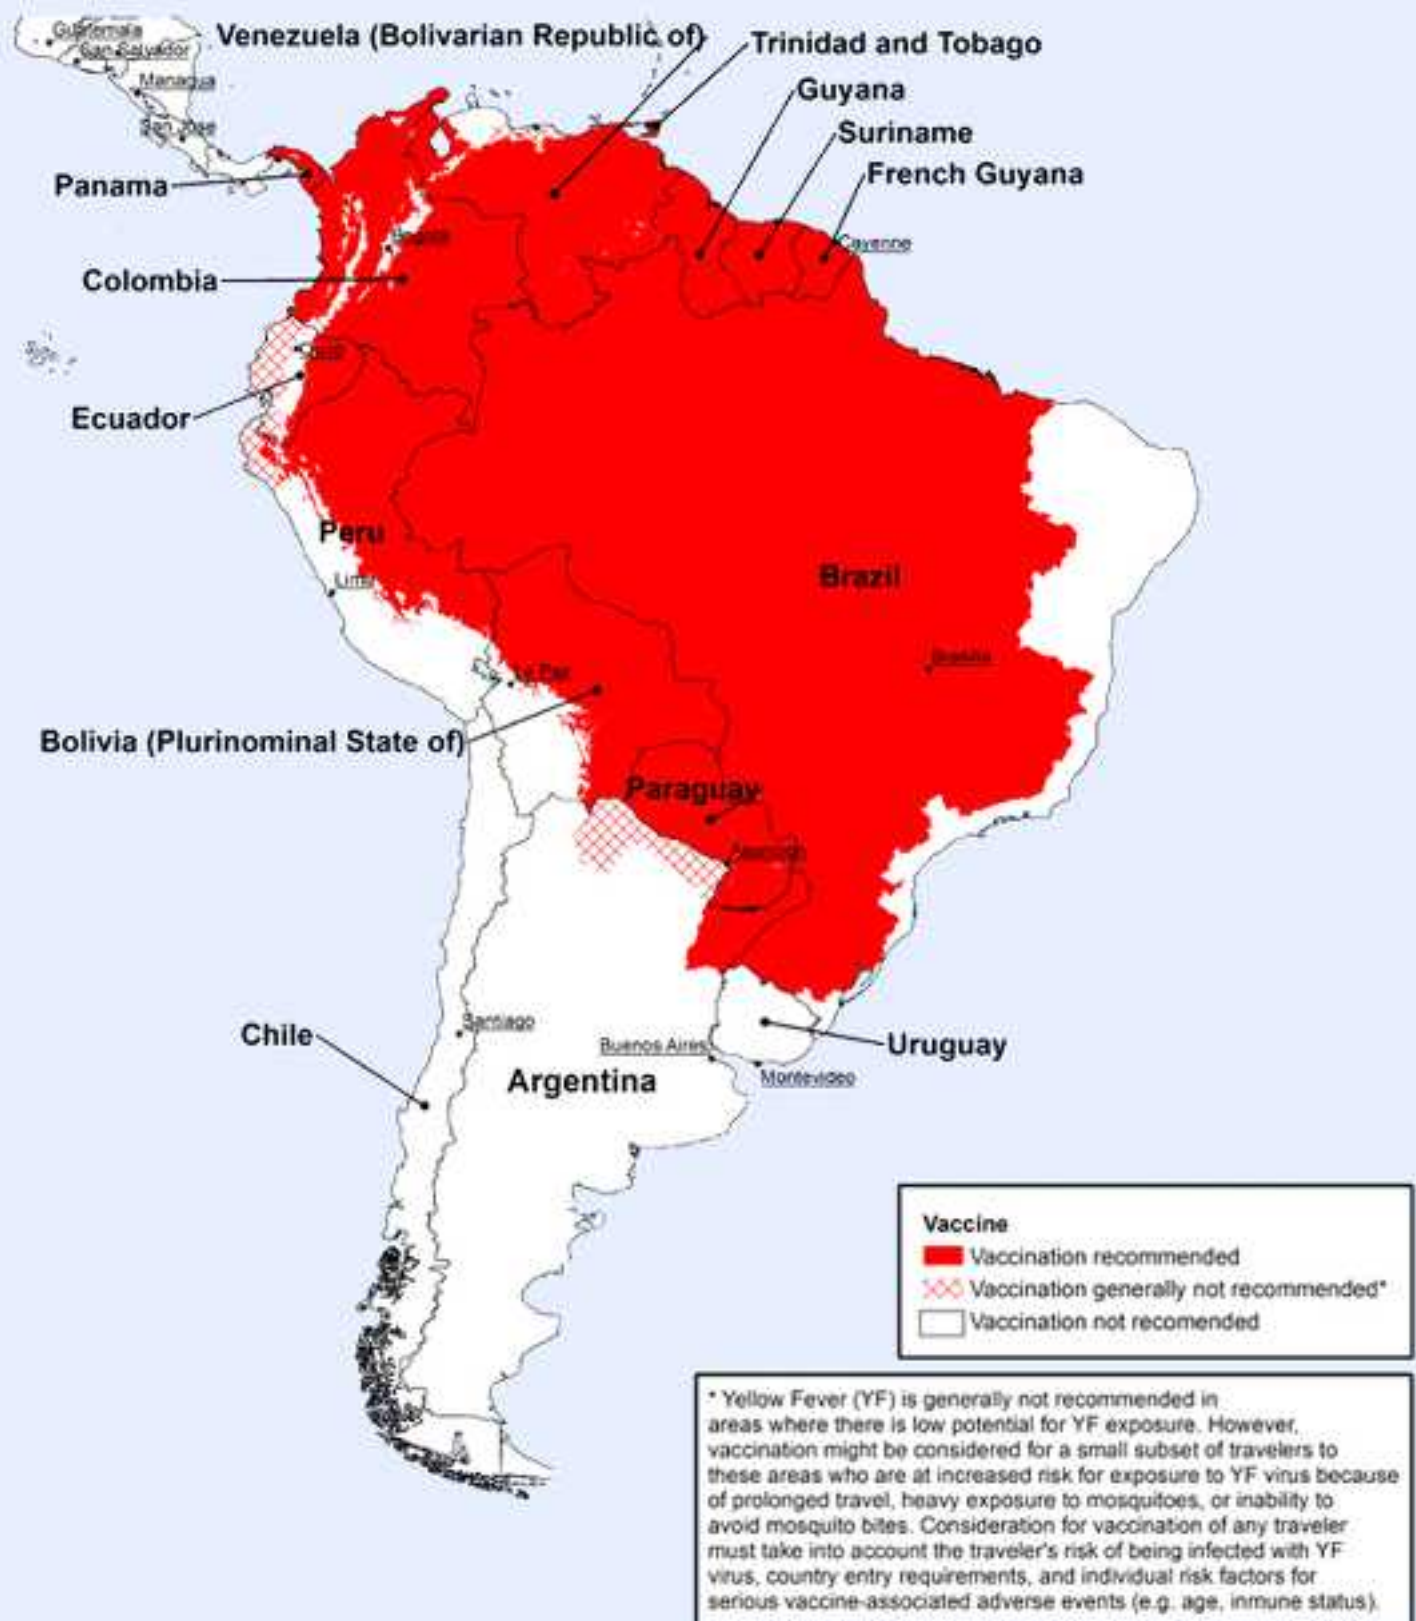 Guatemala
San Salvador
Managua
San Jose
Venezuela (Bolivarian Republic of)
Trinidad and Tobago
Guyana
Suriname
French Guyana
Cayenne
Panama
Bogota
Colombia
Quito
Ecuador
Peru
Lima
Brazil
Brasilia
La Paz
Bolivia (Plurinominal State of)
Paraguay
Asuncion
Chile
Santiago
Buenos Aires
Uruguay
Montevideo
Argentina
Vaccine
Vaccination recommended
Vaccination generally not recommended*
Vaccination not recomended
* Yellow Fever (YF) is generally not recommended in
areas where there is low potential for YF exposure. However,
vaccination might be considered for a small subset of travelers to
these areas who are at increased risk for exposure to YF virus because
of prolonged travel, heavy exposure to mosquitoes, or inability to
avoid mosquito bites. Consideration for vaccination of any traveler
must take into account the traveler's risk of being infected with YF
virus, country entry requirements, and individual risk factors for
serious vaccine-associated adverse events (e.g. age, inmune status).